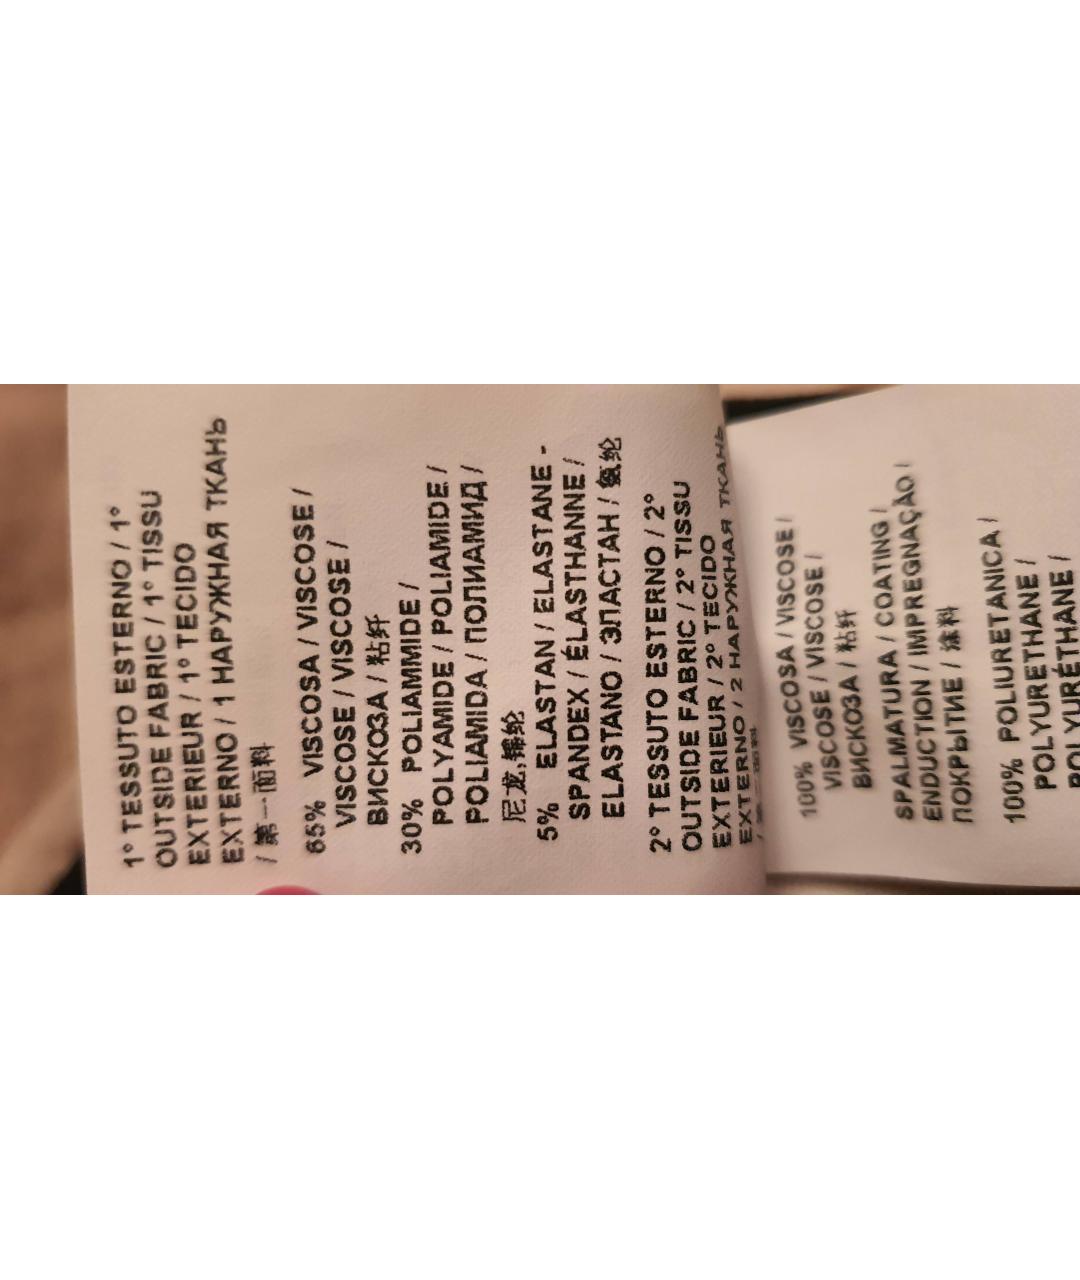 1° TESSUTO ESTERNO / 1°
OUTSIDE FABRIC / 1° TISSU
EXTERIEUR / 1° TECIDO
EXTERNO / 1 НАРУЖНАЯ ТКАНЬ
/ 第一面料
65% VISCOSA / VISCOSE /
VISCOSE / VISCOSE /
ВИСКОЗА / 粘纤
30% POLIAMMIDE /
POLYAMIDE / POLIAMIDE /
POLIAMIDA / ПОЛИАМИД /
尼龙,锦纶
5% ELASTAN / ELASTANE -
SPANDEX / ÉLASTHANNE /
ELASTANO / ЭЛАСТАН / 氨纶
2° TESSUTO ESTERNO / 2°
OUTSIDE FABRIC / 2° TISSU
EXTERIEUR / 2° TECIDO
EXTERNO / 2 НАРУЖНАЯ ТКАНЬ
100% VISCOSA / VISCOSE /
VISCOSE / VISCOSE /
ВИСКОЗА / 粘纤
SPALMATURA / COATING /
ENDUCTION / IMPREGNAÇÃO /
ПОКРЫТИЕ / 涂料
100% POLIURETANICA /
POLYURETHANE /
POLYURÉTHANE /